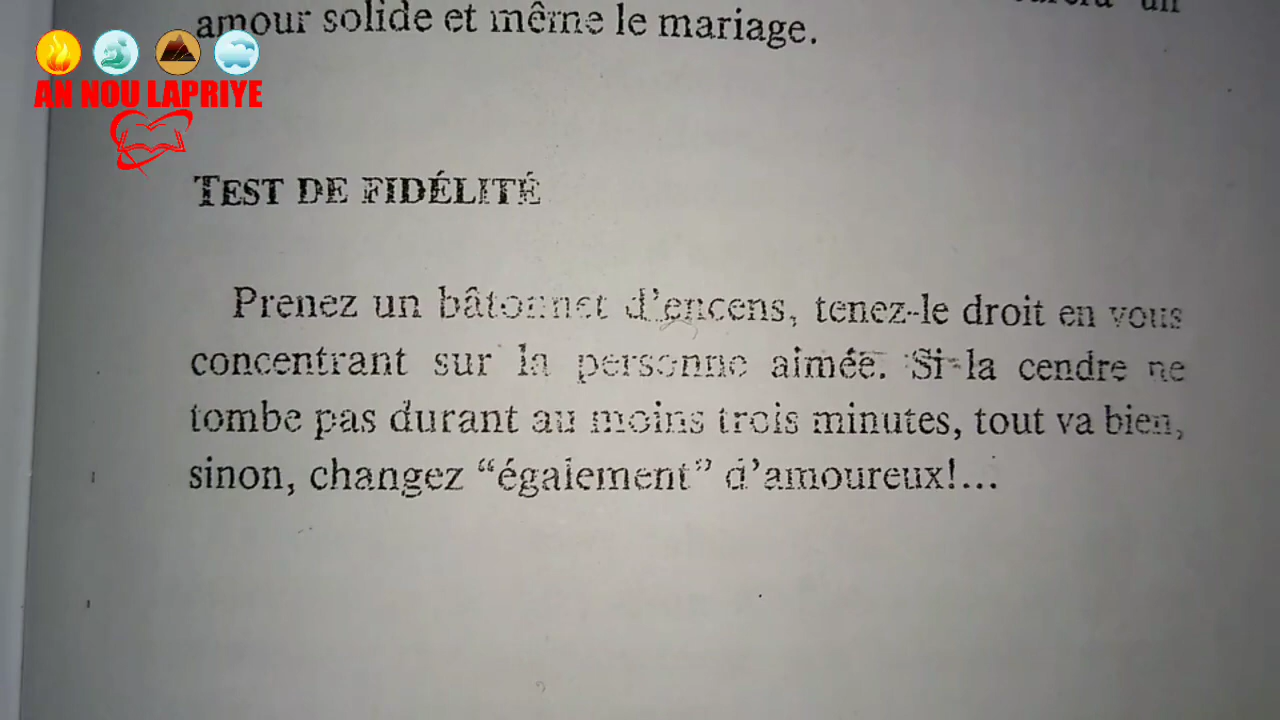 un
amour solide et même le mariage.
AN NOU LAPRIYE
TEST DE FIDÉLITÉ
Prenez un bâtonnet d'encens, tenez-le droit en vous
concentrant sur la personne aimée. Si la cendre ne
tombe pas durant au moins trois minutes, tout va bien,
sinon, changez “également” d'amoureux!...